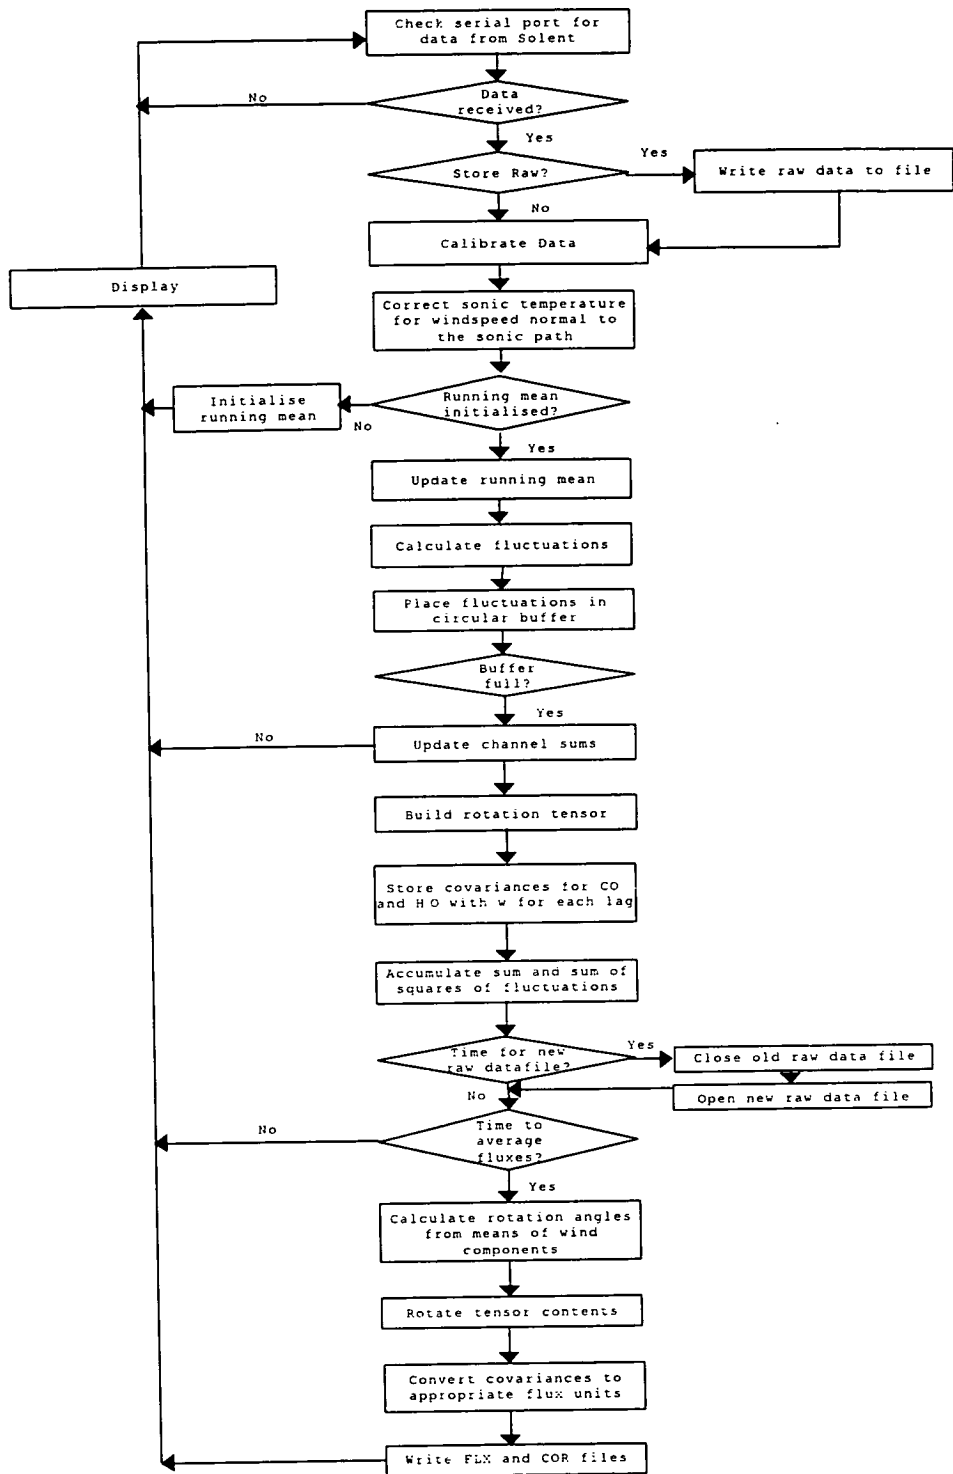 Check serial port for
data from Solent
Data
received?
No
Yes
Store Raw?
Yes
Write raw data to file
No
Calibrate Data
Display
Correct sonic temperature
for windspeed normal to
the sonic path
Initialise
running mean
Running mean
initialised?
No
Yes
Update running mean
Calculate fluctuations
Place fluctuations in
circular buffer
Buffer
full?
Yes
No
Update channel sums
Build rotation tensor
Store covariances for CO
and H O with w for each lag
Accumulate sum and sum of
squares of fluctuations
Time for new
raw datafile?
Yes
Close old raw data file
Open new raw data file
No
Time to
average
fluxes?
No
Yes
Calculate rotation angles
from means of wind
components
Rotate tensor contents
Convert covariances to
appropriate flux units
Write FLX and COR files